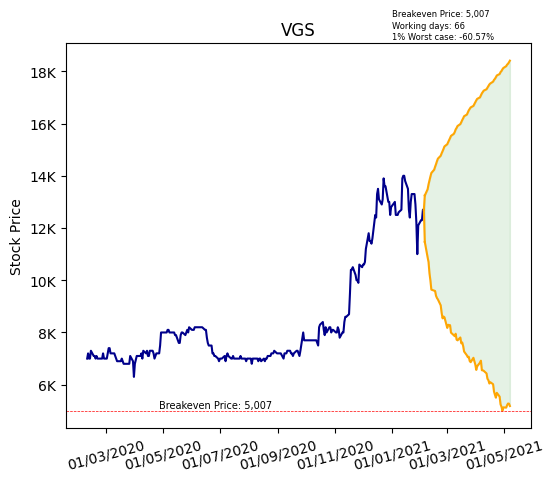 Breakeven Price: 5,007
Working days: 66
1% Worst case: -60.57%
VGS
Stock Price
18K
16K
14K
12K
10K
8K
6K
Breakeven Price: 5,007
01/03/2020
01/05/2020
01/07/2020
01/09/2020
01/11/2020
01/01/2021
01/03/2021
01/05/2021